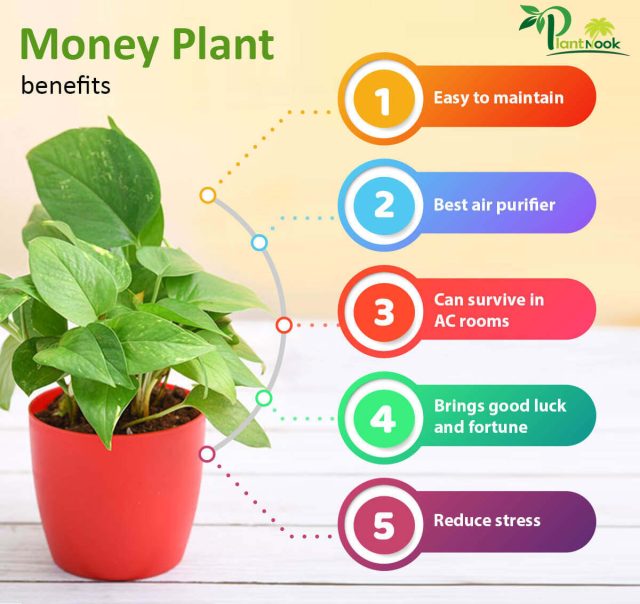 Money Plant
benefits
PlantNook
1
Easy to maintain
2
Best air purifier
3
Can survive in
AC rooms
4
Brings good luck
and fortune
5
Reduce stress